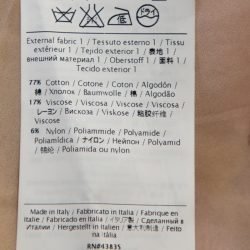 External fabric 1 / Tessuto esterno 1 / Tissu
extérieur 1 / Tejido exterior 1 / 表地 1 /
внешний материал 1 / Oberstoff 1 / 面料 1 /
Tecido exterior 1
77% Cotton / Cotone / Coton / Algodón /
綿 / Хлопок / Baumwolle / 棉 / Algodão
17% Viscose / Viscosa / Viscose / Viscosa /
レーヨン / Вискоза / Viskose / 粘胶纤维 /
Viscose
6% Nylon / Poliammide / Polyamide /
Poliamídica / ナイロン / Нейлон / Polyamid
/ 锦纶 / Poliamida ou nylon
Made in Italy / Fabbricato in Italia / Fabriqué en
Italie / Fabricado en Italia / イタリア製 / Сделанный в
Италии / Hergestellt in Italien / 意大利制造 / Feito
na Itália
RN#43835